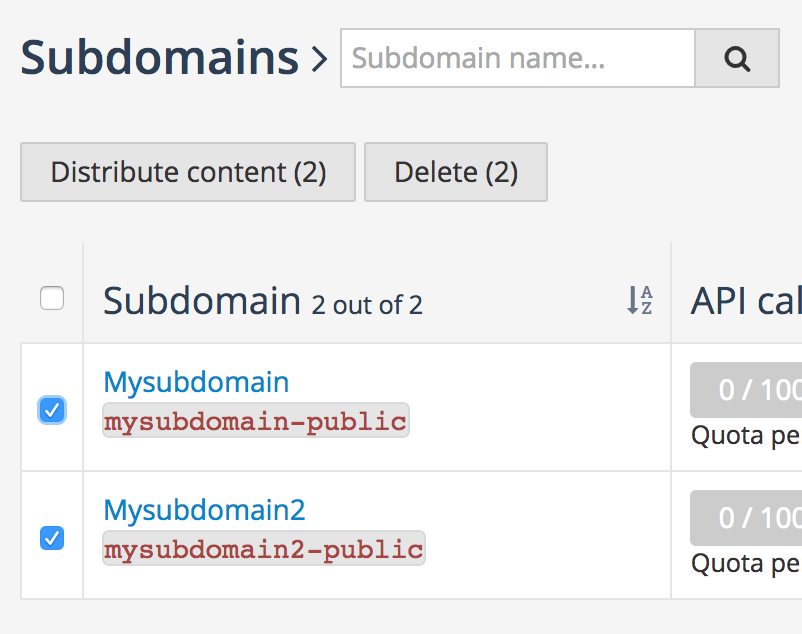 Subdomains > Subdomain name...
Distribute content (2) Delete (2)
Subdomain 2 out of 2 A Z API cal
Mysubdomain 0 / 100
mysubdomain-public Quota pe
Mysubdomain2 0 / 100
mysubdomain2-public Quota pe